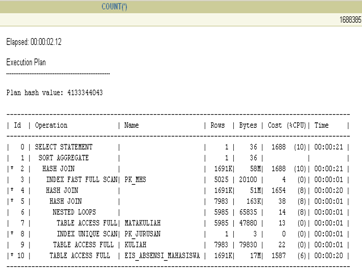 COUNT(*)
1688385
Elapsed: 00:00:02.12
Execution Plan
----------------------------------------------------------
Plan hash value: 4133344043
| Id | Operation | Name | Rows | Bytes | Cost (%CPU)| Time |
| 0 | SELECT STATEMENT | | 1 | 36 | 1688 (10)| 00:00:21 |
| 1 | SORT AGGREGATE | | 1 | 36 | | |
|* 2 | HASH JOIN | | 1691K| 58M| 1688 (10)| 00:00:21 |
| 3 | INDEX FAST FULL SCAN| PK_MHS | 5025 | 20100 | 4 (0)| 00:00:01 |
|* 4 | HASH JOIN | | 1691K| 51M| 1654 (8)| 00:00:20 |
|* 5 | HASH JOIN | | 7983 | 163K| 38 (8)| 00:00:01 |
| 6 | NESTED LOOPS | | 5985 | 65835 | 14 (8)| 00:00:01 |
| 7 | TABLE ACCESS FULL| MATAKULIAH | 5985 | 47880 | 13 (0)| 00:00:01 |
|* 8 | INDEX UNIQUE SCAN| PK_JURUSAN | 1 | 3 | 0 (0)| 00:00:01 |
| 9 | TABLE ACCESS FULL | KULIAH | 7983 | 79830 | 22 (0)| 00:00:01 |
|* 10 | TABLE ACCESS FULL | EIS_ABSENSI_MAHASISWA | 1691K| 17M| 1587 (6)| 00:00:20 |